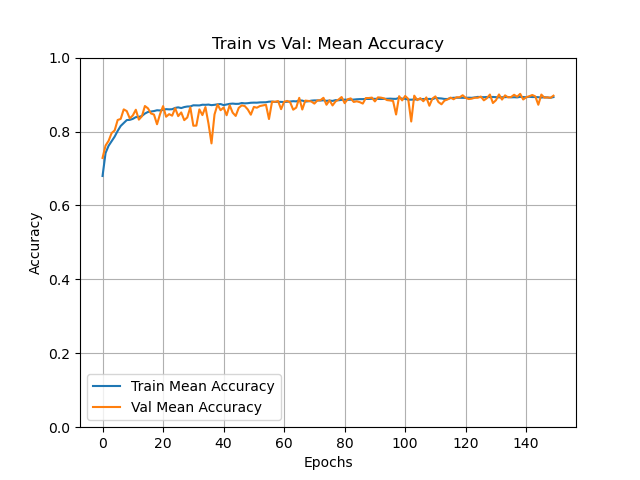 Train vs Val: Mean Accuracy
1.0
0.8
0.6
0.4
0.2
0.0
Accuracy
Train Mean Accuracy
Val Mean Accuracy
0 20 40 60 80 100 120 140
Epochs